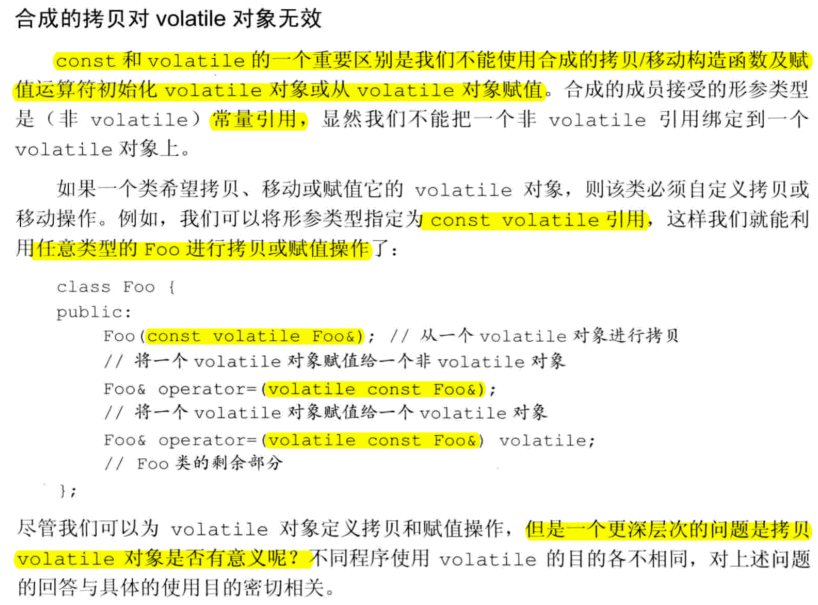 合成的拷贝对 volatile 对象无效
const 和 volatile 的一个重要区别是我们不能使用合成的拷贝/移动构造函数及赋
值运算符初始化 volatile 对象或从 volatile 对象赋值。合成的成员接受的形参类型
是（非 volatile）常量引用，显然我们不能把一个非 volatile 引用绑定到一个
volatile 对象上。
如果一个类希望拷贝、移动或赋值它的 volatile 对象，则该类必须自定义拷贝或
移动操作。例如，我们可以将形参类型指定为 const volatile 引用，这样我们就能利
用任意类型的 Foo 进行拷贝或赋值操作了：
class Foo {
public:
Foo(const volatile Foo&); // 从一个 volatile 对象进行拷贝
// 将一个 volatile 对象赋值给一个非 volatile 对象
Foo& operator=(volatile const Foo&);
// 将一个 volatile 对象赋值给一个 volatile 对象
Foo& operator=(volatile const Foo&) volatile;
// Foo 类的剩余部分
};
尽管我们可以为 volatile 对象定义拷贝和赋值操作，但是一个更深层次的问题是拷贝
volatile 对象是否有意义呢？不同程序使用 volatile 的目的各不相同，对上述问题
的回答与具体的使用目的密切相关。